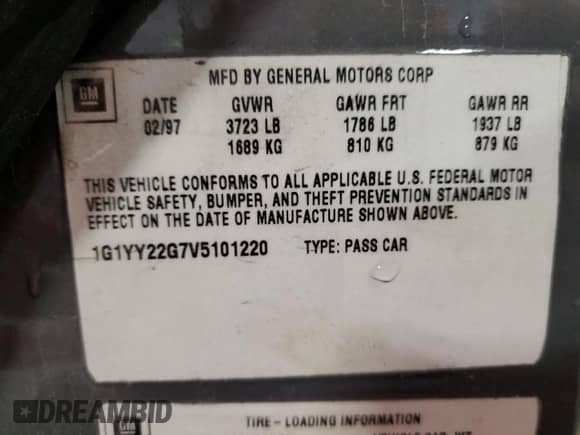 GM
MFD BY GENERAL MOTORS CORP
DATE GVWR GAWR FRT GAWR RR
02/97 3723 LB 1786 LB 1937 LB
1689 KG 810 KG 879 KG
THIS VEHICLE CONFORMS TO ALL APPLICABLE U.S. FEDERAL MOTOR
VEHICLE SAFETY, BUMPER, AND THEFT PREVENTION STANDARDS IN
EFFECT ON THE DATE OF MANUFACTURE SHOWN ABOVE.
1G1YY22G7V5101220 TYPE: PASS CAR
DREAMBID
GM TIRE - LOADING INFORMATION